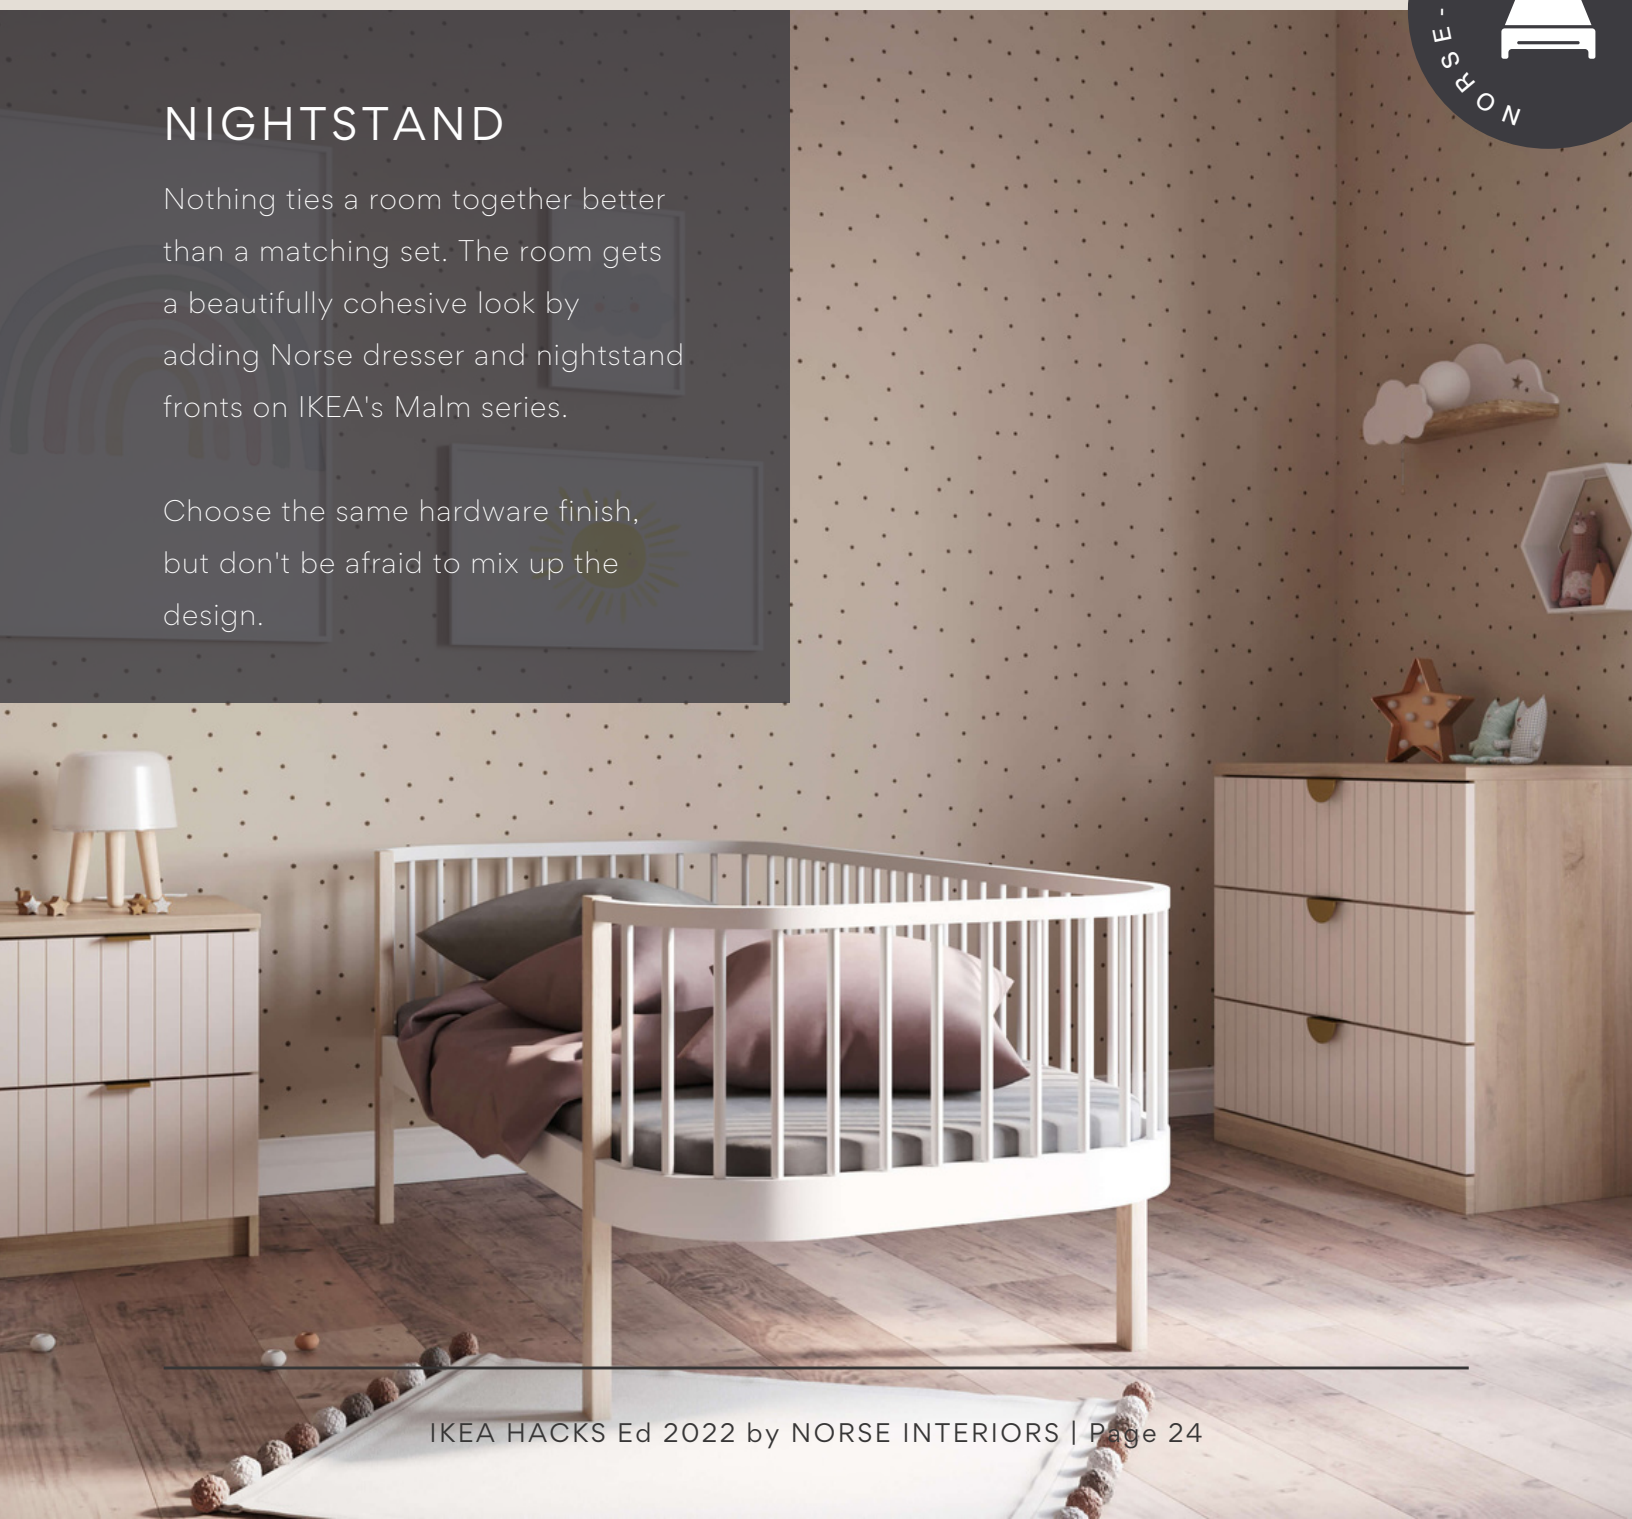 NORSE-
NIGHTSTAND
Nothing ties a room together better
than a matching set. The room gets
a beautifully cohesive look by
adding Norse dresser and nightstand
fronts on IKEA's Malm series.
Choose the same hardware finish,
but don't be afraid to mix up the
design.
IKEA HACKS Ed 2022 by NORSE INTERIORS | Page 24